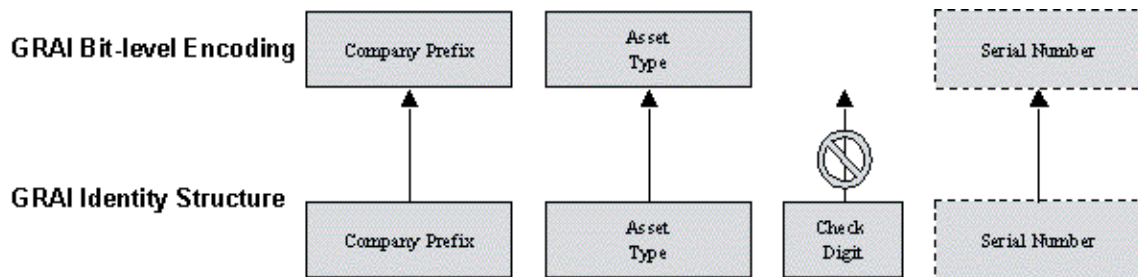 GRAI Bit-level Encoding
Company Prefix
Asset
Type
Serial Number
GRAI Identity Structure
Company Prefix
Asset
Type
Check
Digit
Serial Number